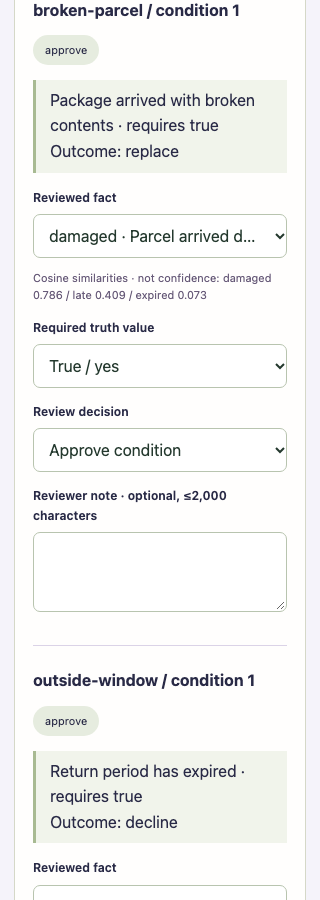 broken-parcel / condition 1
approve
Package arrived with broken
contents · requires true
Outcome: replace
Reviewed fact
damaged · Parcel arrived d...
Cosine similarities · not confidence: damaged
0.786 / late 0.409 / expired 0.073
Required truth value
True / yes
Review decision
Approve condition
Reviewer note · optional, ≤2,000
characters
outside-window / condition 1
approve
Return period has expired ·
requires true
Outcome: decline
Reviewed fact